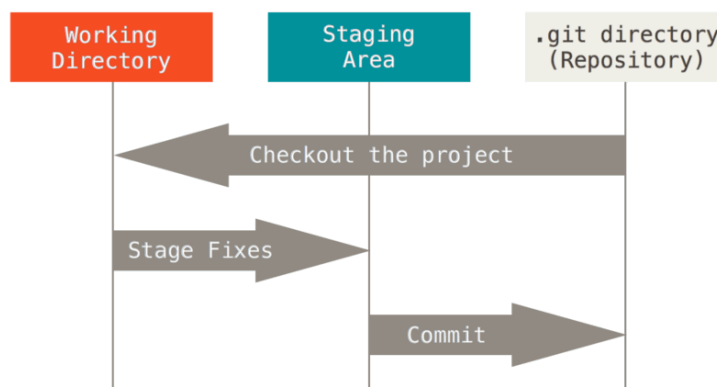 Working
Directory
Staging
Area
.git directory
(Repository)
Checkout the project
Stage Fixes
Commit